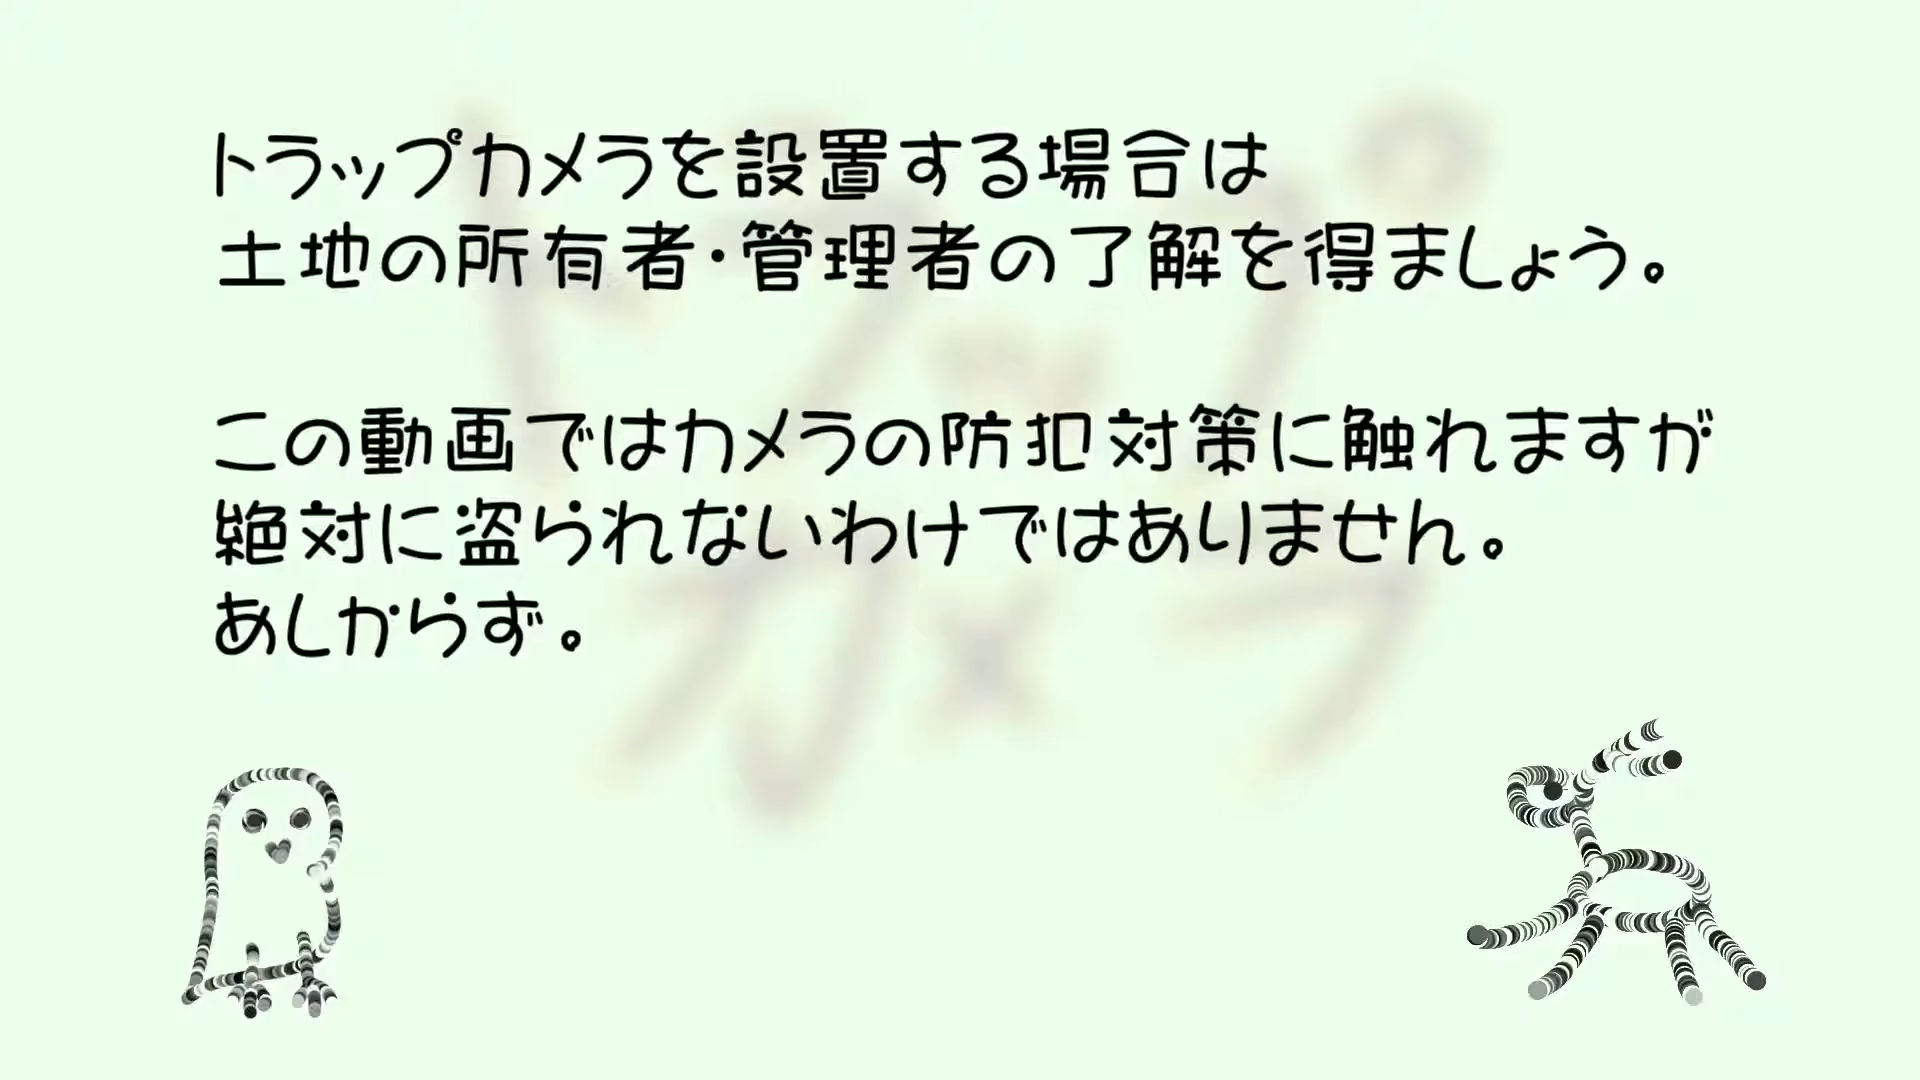 トラップカメラを設置する場合は
土地の所有者・管理者の了解を得ましょう。
この動画ではカメラの防犯対策に触れますが
絶対に盗られないわけではありません。
あしからず。